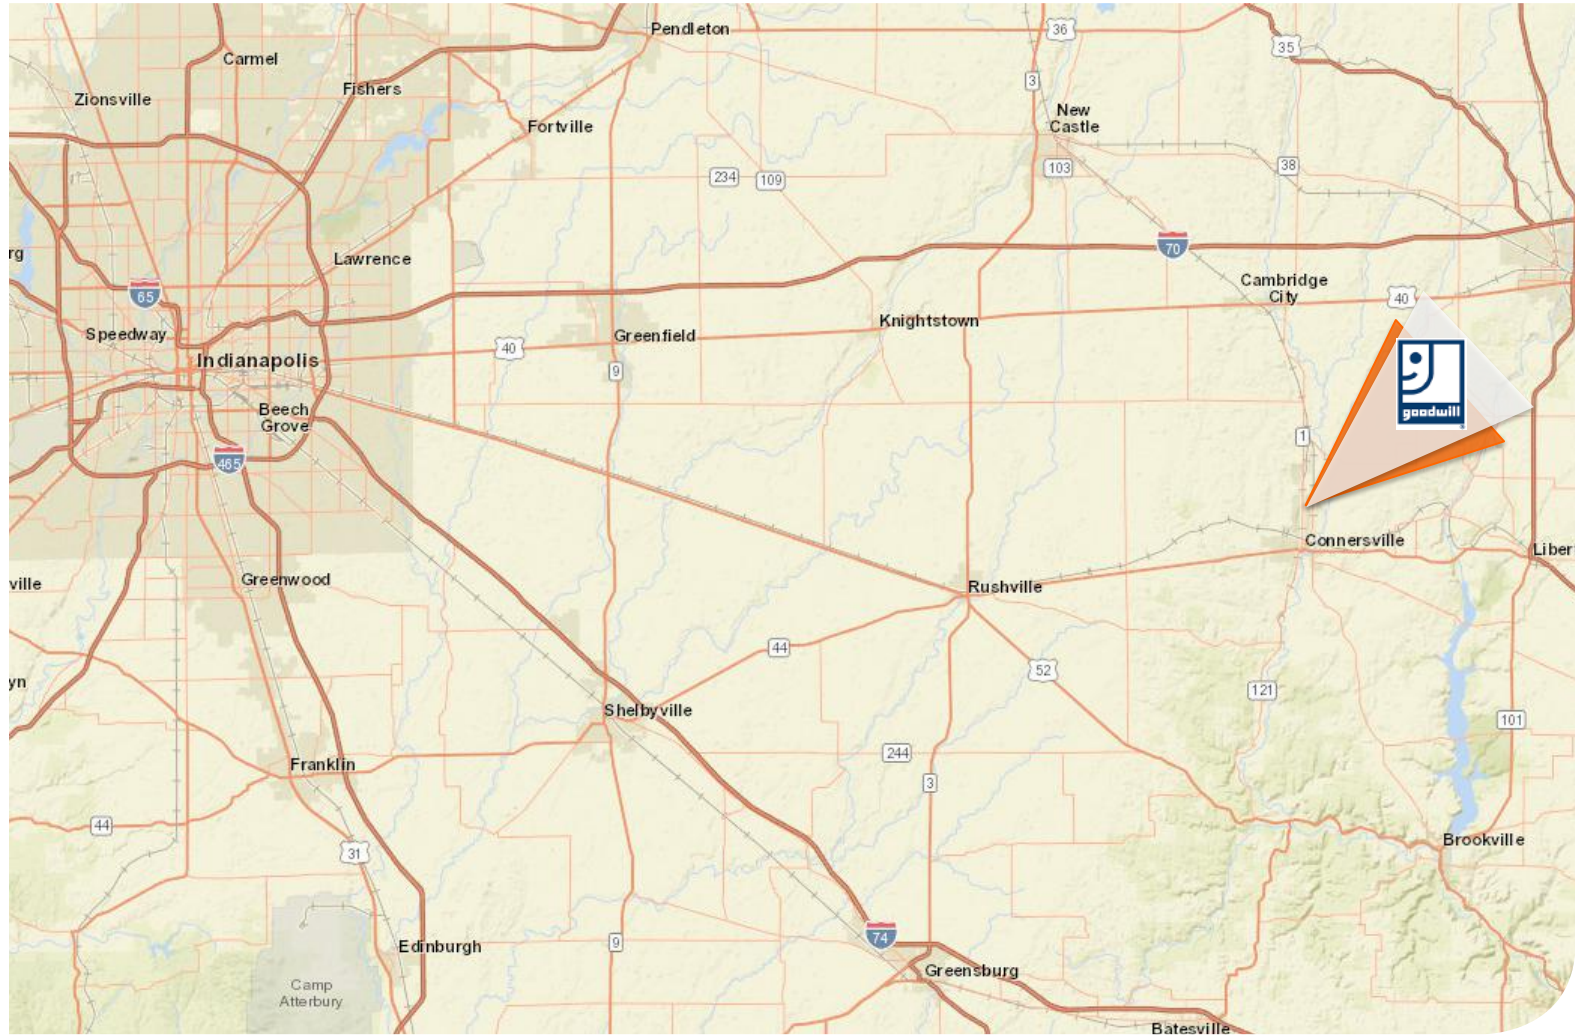 Pendleton
36
35
Carmel
3
Fishers
Zionsville
New
Castle
Fortville
38
103
234
109
70
rg
Lawrence
Cambridge
City
65
40
Knightstown
Speedway
Greenfield
40
Indianapolis
9
goodwill
Beech
Grove
1
465
Connersville
Liber
ville
Greenwood
Rushville
44
52
yn
121
Shelbyville
101
244
Franklin
3
44
Brookville
31
74
9
Edinburgh
Greensburg
Camp
Atterbury
Batesville